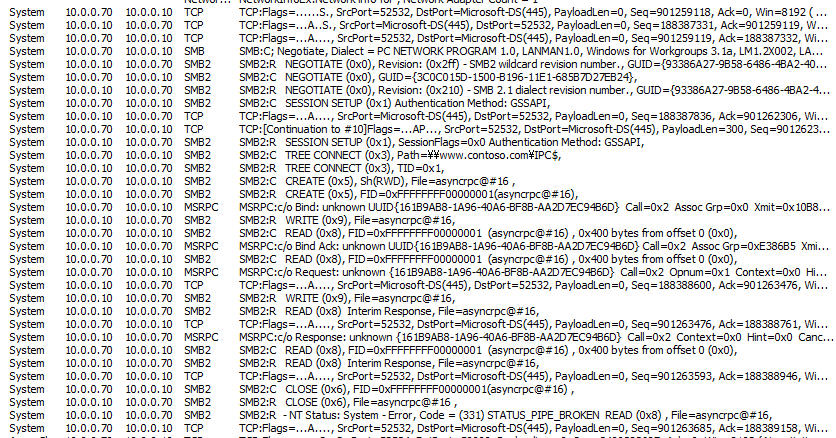 System 10.0.0.70 10.0.0.10 TCP TCP:Flags=......S., SrcPort=52532, DstPort=Microsoft-DS(445), PayloadLen=0, Seq=901259118, Ack=0, Win=8192 ( ...
System 10.0.0.10 10.0.0.70 TCP TCP:Flags=...A..S., SrcPort=Microsoft-DS(445), DstPort=52532, PayloadLen=0, Seq=188387331, Ack=901259119, W...
System 10.0.0.70 10.0.0.10 TCP TCP:Flags=...A...., SrcPort=52532, DstPort=Microsoft-DS(445), PayloadLen=0, Seq=901259119, Ack=188387332, W...
System 10.0.0.70 10.0.0.10 SMB SMB:C; Negotiate, Dialect = PC NETWORK PROGRAM 1.0, LANMAN1.0, Windows for Workgroups 3.1a, LM1.2X002, LA...
System 10.0.0.10 10.0.0.70 SMB2 SMB2:R NEGOTIATE (0x0), Revision: (0x2ff) - SMB2 wildcard revision number., GUID={93386A27-9B58-6486-4BA2-40...
System 10.0.0.70 10.0.0.10 SMB2 SMB2:C NEGOTIATE (0x0), GUID={3C0C015D-1500-B196-11E1-685B7D27EB24},
System 10.0.0.10 10.0.0.70 SMB2 SMB2:R NEGOTIATE (0x0), Revision: (0x210) - SMB 2.1 dialect revision number., GUID={93386A27-9B58-6486-4BA2-4...
System 10.0.0.70 10.0.0.10 SMB2 SMB2:C SESSION SETUP (0x1) Authentication Method: GSSAPI,
System 10.0.0.10 10.0.0.70 TCP TCP:Flags=...A...., SrcPort=Microsoft-DS(445), DstPort=52532, PayloadLen=0, Seq=188387836, Ack=901262306, Wi...
System 10.0.0.70 10.0.0.10 TCP TCP:[Continuation to #10]Flags=...AP..., SrcPort=52532, DstPort=Microsoft-DS(445), PayloadLen=300, Seq=9012623...
System 10.0.0.10 10.0.0.70 SMB2 SMB2:R SESSION SETUP (0x1), SessionFlags=0x0 Authentication Method: GSSAPI,
System 10.0.0.70 10.0.0.10 SMB2 SMB2:C TREE CONNECT (0x3), Path=¥¥www.contoso.com¥IPC$,
System 10.0.0.10 10.0.0.70 SMB2 SMB2:R TREE CONNECT (0x3), TID=0x1,
System 10.0.0.70 10.0.0.10 SMB2 SMB2:C CREATE (0x5), Sh(RWD), File=asyncrpc@#16 ,
System 10.0.0.10 10.0.0.70 SMB2 SMB2:R CREATE (0x5), FID=0xFFFFFFFF00000001(asyncrpc@#16),
System 10.0.0.70 10.0.0.10 MSRPC MSRPC:c/o Bind: unknown UUID{161B9AB8-1A96-40A6-BF8B-AA2D7EC94B6D} Call=0x2 Assoc Grp=0x0 Xmit=0x10B8...
System 10.0.0.10 10.0.0.70 SMB2 SMB2:R WRITE (0x9), File=asyncrpc@#16,
System 10.0.0.70 10.0.0.10 SMB2 SMB2:C READ (0x8), FID=0xFFFFFFFF00000001 (asyncrpc@#16) , 0x400 bytes from offset 0 (0x0),
System 10.0.0.10 10.0.0.70 MSRPC MSRPC:c/o Bind Ack: unknown UUID{161B9AB8-1A96-40A6-BF8B-AA2D7EC94B6D} Call=0x2 Assoc Grp=0xE386B5 Xmi...
System 10.0.0.70 10.0.0.10 MSRPC MSRPC:c/o Request: unknown {161B9AB8-1A96-40A6-BF8B-AA2D7EC94B6D} Call=0x2 Opnum=0x1 Context=0x0 Hi...
System 10.0.0.10 10.0.0.70 TCP TCP:Flags=...A...., SrcPort=Microsoft-DS(445), DstPort=52532, PayloadLen=0, Seq=188388600, Ack=901263476, Wi...
System 10.0.0.10 10.0.0.70 SMB2 SMB2:R WRITE (0x9), File=asyncrpc@#16,
System 10.0.0.10 10.0.0.70 SMB2 SMB2:R READ (0x8) Interim Response, File=asyncrpc@#16,
System 10.0.0.70 10.0.0.10 TCP TCP:Flags=...A...., SrcPort=52532, DstPort=Microsoft-DS(445), PayloadLen=0, Seq=901263476, Ack=188388761, Wi...
System 10.0.0.10 10.0.0.70 MSRPC MSRPC:c/o Response: unknown {161B9AB8-1A96-40A6-BF8B-AA2D7EC94B6D} Call=0x2 Context=0x0 Hint=0x0 Canc...
System 10.0.0.70 10.0.0.10 SMB2 SMB2:C READ (0x8), FID=0xFFFFFFFF00000001 (asyncrpc@#16) , 0x400 bytes from offset 0 (0x0),
System 10.0.0.10 10.0.0.70 SMB2 SMB2:R READ (0x8) Interim Response, File=asyncrpc@#16,
System 10.0.0.70 10.0.0.10 TCP TCP:Flags=...A...., SrcPort=52532, DstPort=Microsoft-DS(445), PayloadLen=0, Seq=901263593, Ack=188388946, Wi...
System 10.0.0.70 10.0.0.10 SMB2 SMB2:C CLOSE (0x6), FID=0xFFFFFFFF00000001(asyncrpc@#16) ,
System 10.0.0.10 10.0.0.70 SMB2 SMB2:R CLOSE (0x6), File=asyncrpc@#16 ,
System 10.0.0.10 10.0.0.70 SMB2 SMB2:R - NT Status: System - Error, Code = (331) STATUS_PIPE_BROKEN READ (0x8) , File=asyncrpc@#16,
System 10.0.0.70 10.0.0.10 TCP TCP:Flags=...A...., SrcPort=52532, DstPort=Microsoft-DS(445), PayloadLen=0, Seq=901263685, Ack=188389158, Wi...